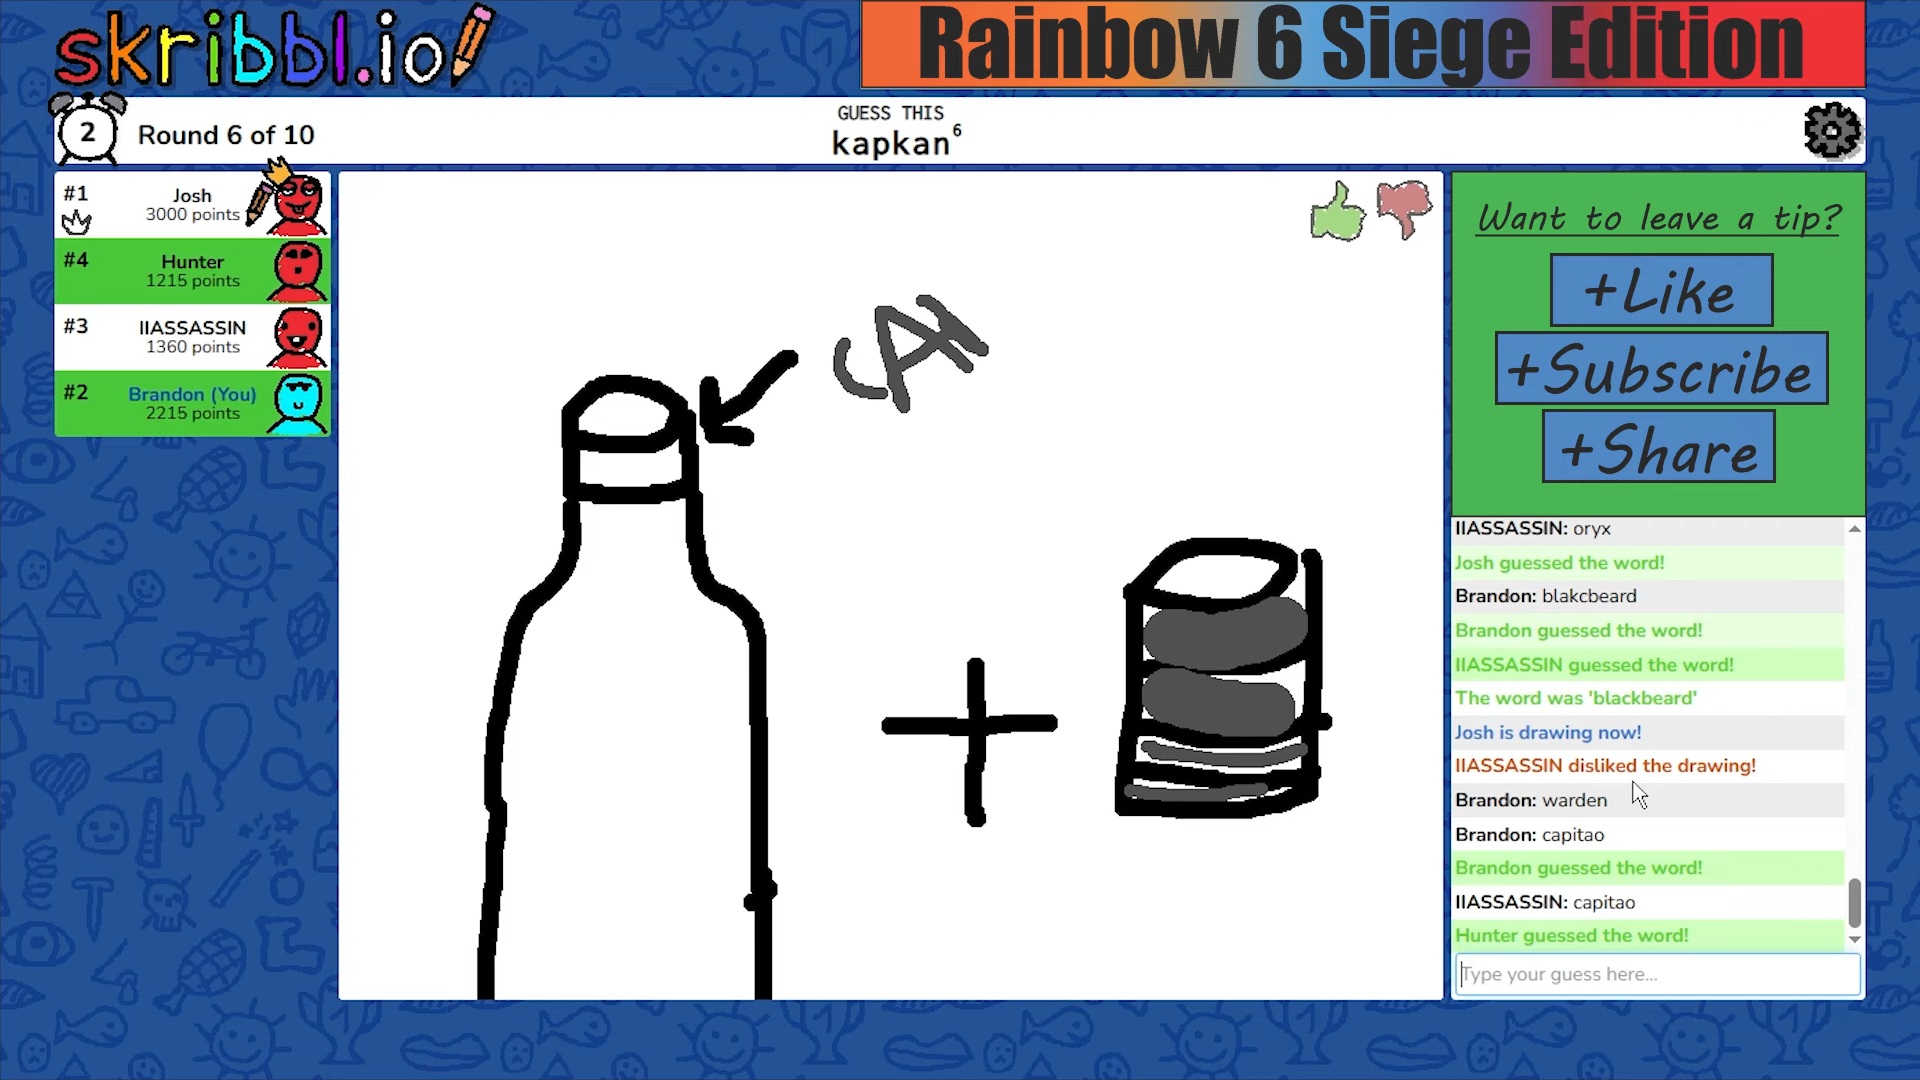 skribbl.io
Rainbow 6 Siege Edition
2
Round 6 of 10
GUESS THIS
kapkan6
#1
Josh
3000 points
#4
Hunter
1215 points
#3
IIASSASSIN
1360 points
#2
Brandon (You)
2215 points
Want to leave a tip?
+Like
+Subscribe
+Share
IIASSASSIN: oryx
Josh guessed the word!
Brandon: blakcbeard
Brandon guessed the word!
IIASSASSIN guessed the word!
The word was 'blackbeard'
Josh is drawing now!
IIASSASSIN disliked the drawing!
Brandon: warden
Brandon: capitao
Brandon guessed the word!
IIASSASSIN: capitao
Hunter guessed the word!
Type your guess here...